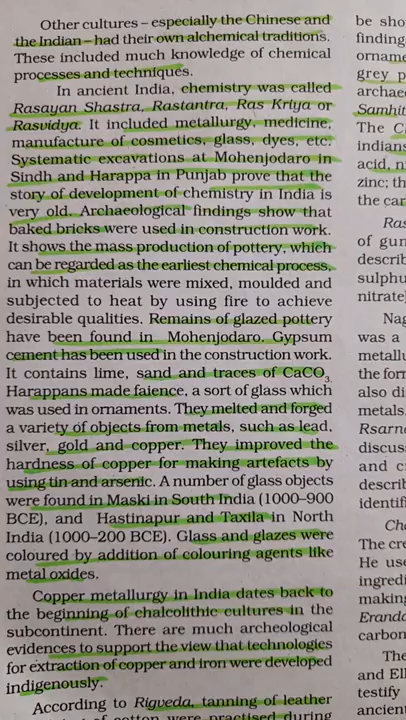 Other cultures – especially the Chinese and
the Indian – had their own alchemical traditions.
These included much knowledge of chemical
processes and techniques.
In ancient India, chemistry was called
Rasayan Shastra, Rastantra, Ras Kriya or
Rasvidya. It included metallurgy, medicine,
manufacture of cosmetics, glass, dyes, etc.
Systematic excavations at Mohenjodaro in
Sindh and Harappa in Punjab prove that the
story of development of chemistry in India is
very old. Archaeological findings show that
baked bricks were used in construction work.
It shows the mass production of pottery, which
can be regarded as the earliest chemical process,
in which materials were mixed, moulded and
subjected to heat by using fire to achieve
desirable qualities. Remains of glazed pottery
have been found in Mohenjodaro. Gypsum
cement has been used in the construction work.
It contains lime, sand and traces of CaCO3.
Harappans made faience, a sort of glass which
was used in ornaments. They melted and forged
a variety of objects from metals, such as lead,
silver, gold and copper. They improved the
hardness of copper for making artefacts by
using tin and arsenic. A number of glass objects
were found in Maski in South India (1000–900
BCE), and Hastinapur and Taxila in North
India (1000–200 BCE). Glass and glazes were
coloured by addition of colouring agents like
metal oxides.
Copper metallurgy in India dates back to
the beginning of chalcolithic cultures in the
subcontinent. There are much archeological
evidences to support the view that technologies
for extraction of copper and iron were developed
indigenously.
According to Rigveda, tanning of leather
cotton were practised during
be sho
finding
orname
grey p
archae
Samhit
The C
indians
acid, n
zinc; th
the car
Ras
of gun
describ
sulphu
nitrate)
Nag
was a
metallu
the for
also di
metals.
Rsarn
discus
and c
describ
identifi
Cha
The cre
He use
ingredi
making
Eranda
carbon
The
and Ell
testify
ancien